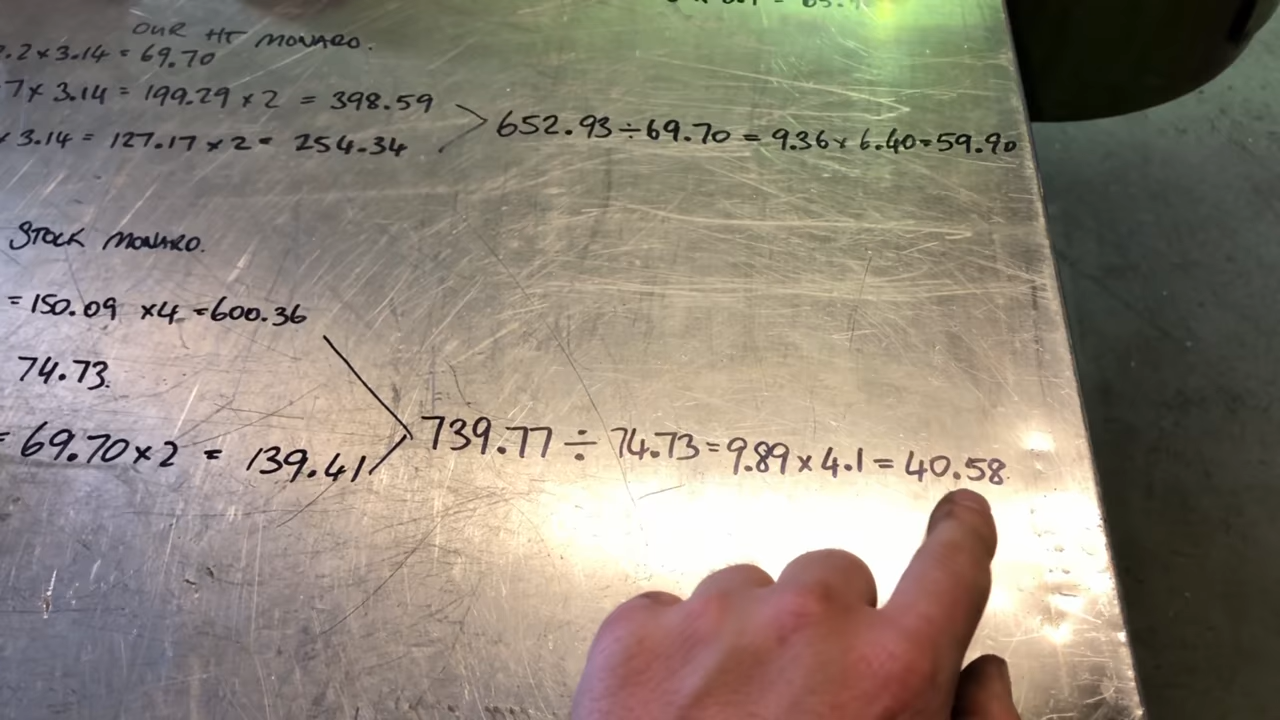 OUR HT MONARO.
.2 x 3.14 = 69.70
7 x 3.14 = 199.29 x 2 = 398.59
x 3.14 = 127.17 x 2 = 254.34
652.93 ÷ 69.70 = 9.36 x 6.40 = 59.90
STOCK MONARO.
= 150.09 x4 = 600.36
74.73.
= 69.70 x 2 = 139.41
739.77 ÷ 74.73 = 9.89 x 4.1 = 40.58